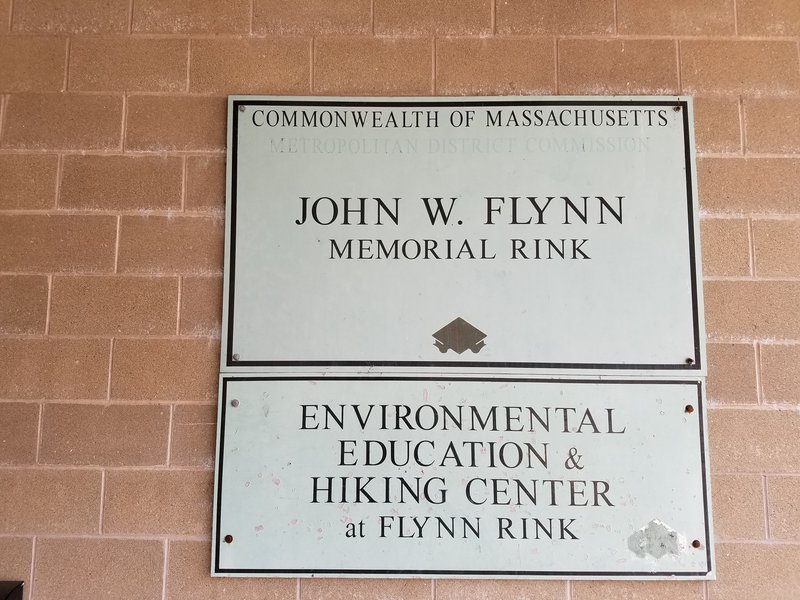 COMMONWEALTH OF MASSACHUSETTS
METROPOLITAN DISTRICT COMMISSION
JOHN W. FLYNN
MEMORIAL RINK
ENVIRONMENTAL
EDUCATION &
HIKING CENTER
at FLYNN RINK